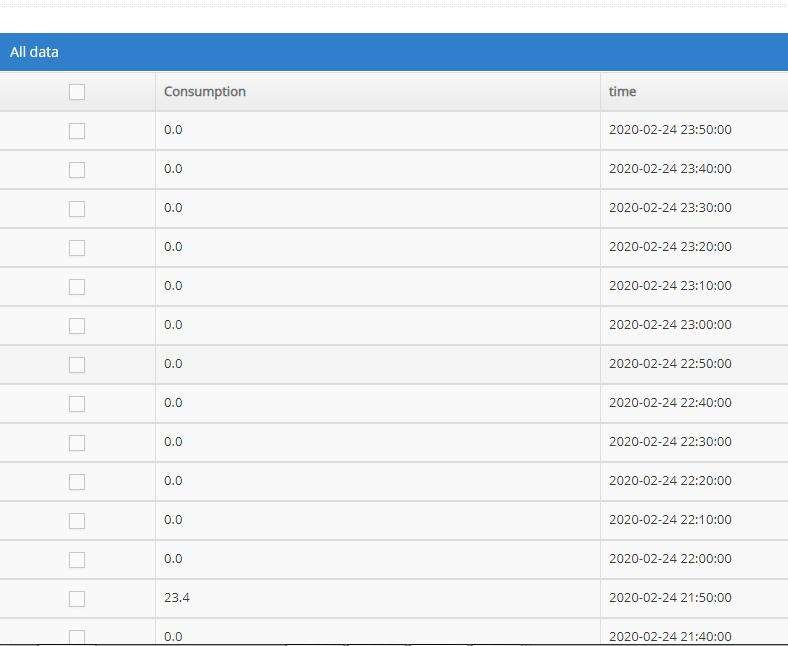 All data
Consumption time
0.0 2020-02-24 23:50:00
0.0 2020-02-24 23:40:00
0.0 2020-02-24 23:30:00
0.0 2020-02-24 23:20:00
0.0 2020-02-24 23:10:00
0.0 2020-02-24 23:00:00
0.0 2020-02-24 22:50:00
0.0 2020-02-24 22:40:00
0.0 2020-02-24 22:30:00
0.0 2020-02-24 22:20:00
0.0 2020-02-24 22:10:00
0.0 2020-02-24 22:00:00
23.4 2020-02-24 21:50:00
0.0 2020-02-24 21:40:00